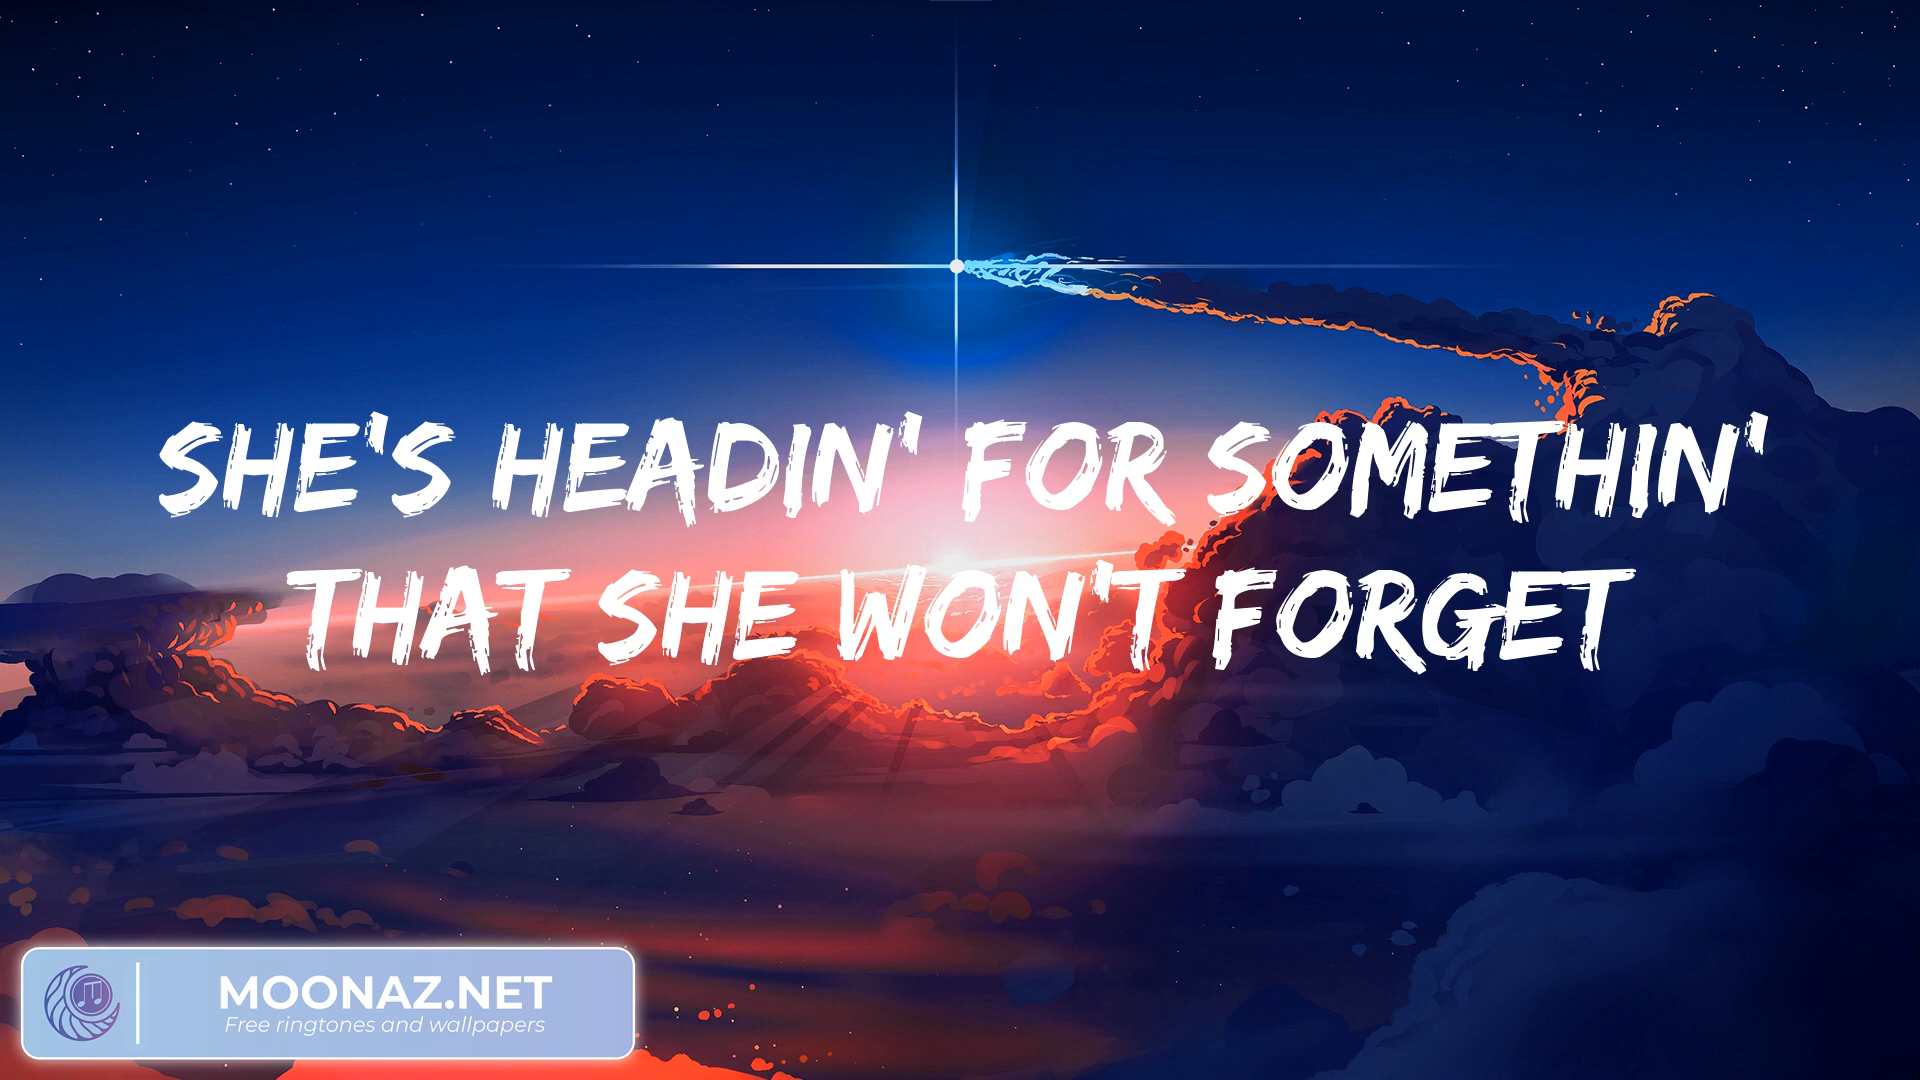 SHE'S HEADIN' FOR SOMETHIN'
THAT SHE WON'T FORGET
MOONAZ.NET
Free ringtones and wallpapers